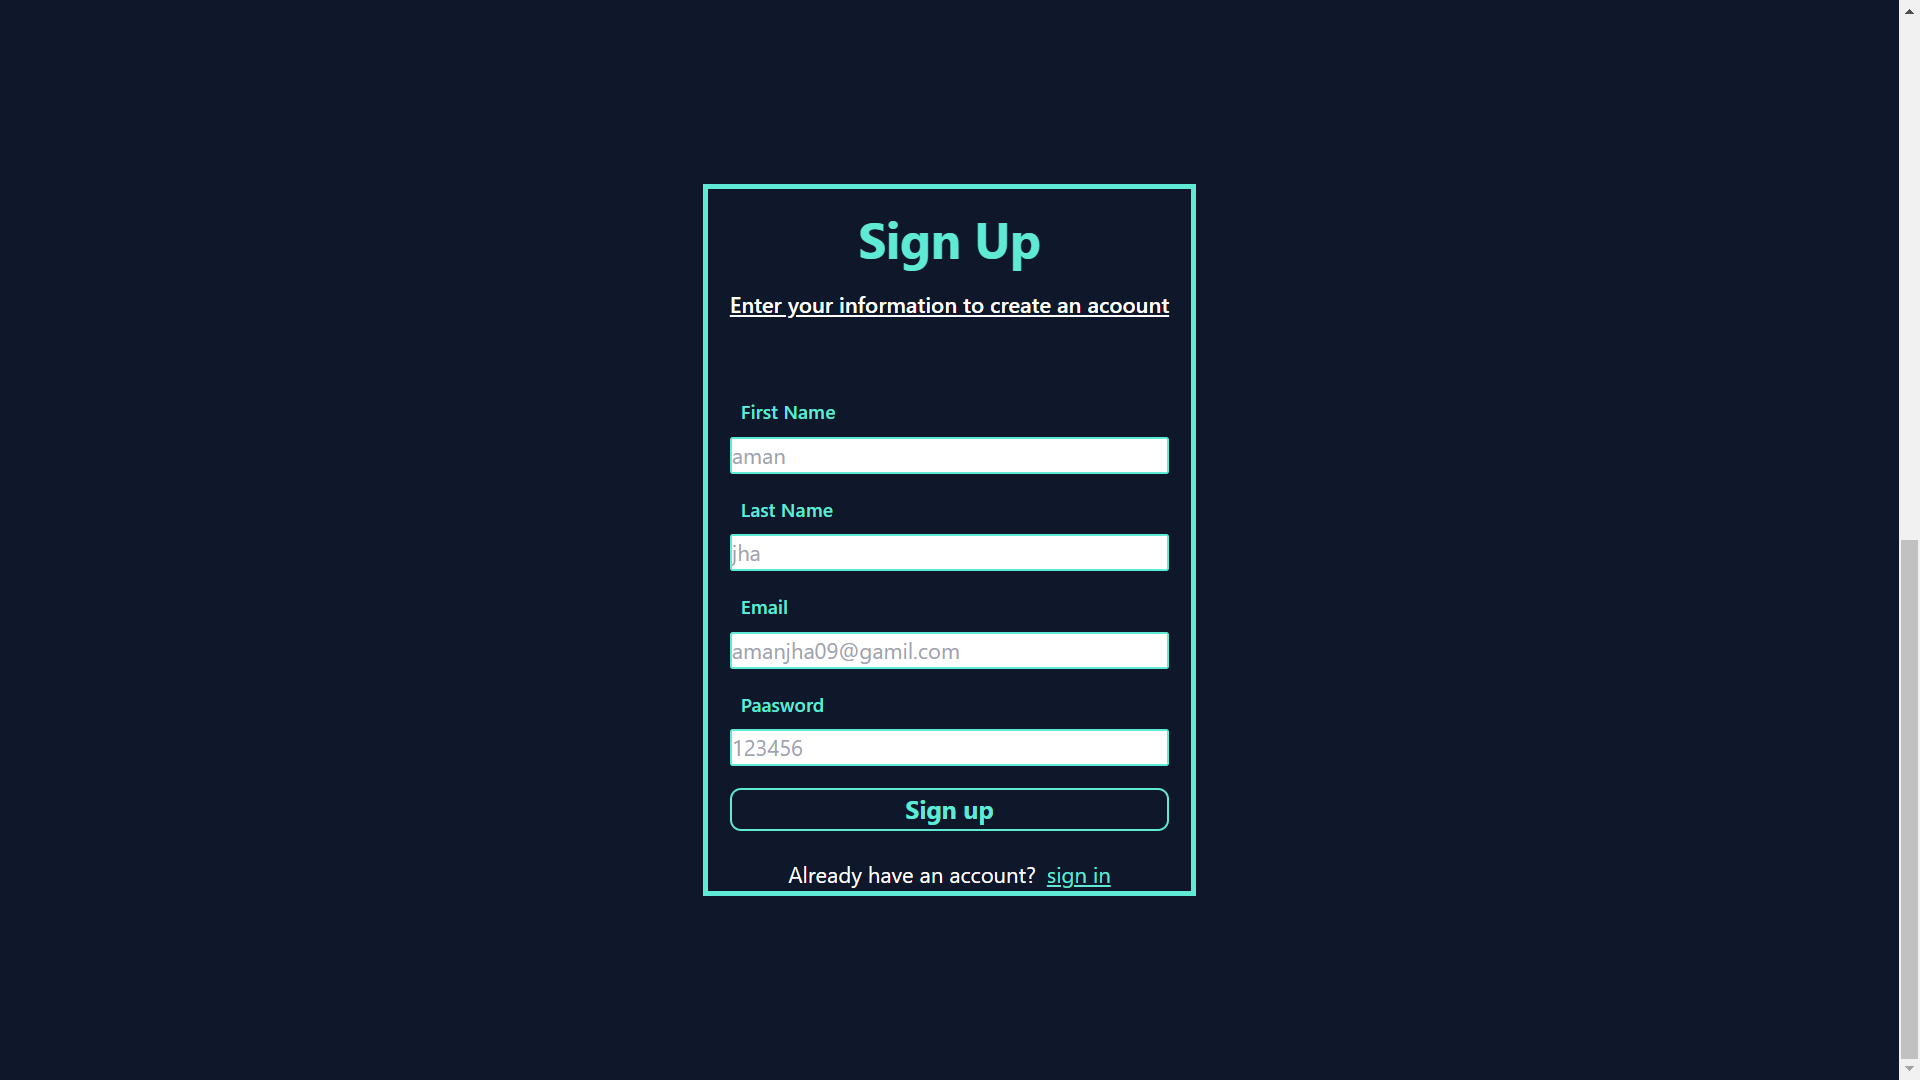 Sign Up
Enter your information to create an acoount
First Name
aman
Last Name
jha
Email
amanjha09@gamil.com
Paasword
123456
Sign up
Already have an account? sign in